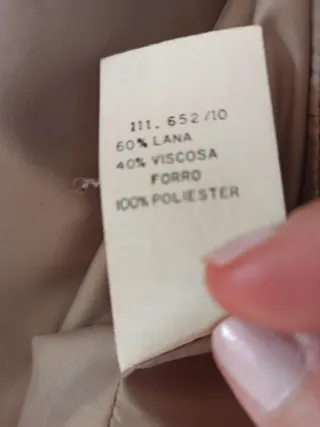 111.652/10
60% LANA
40% VISCOSA
FORRO
100% POLIESTER